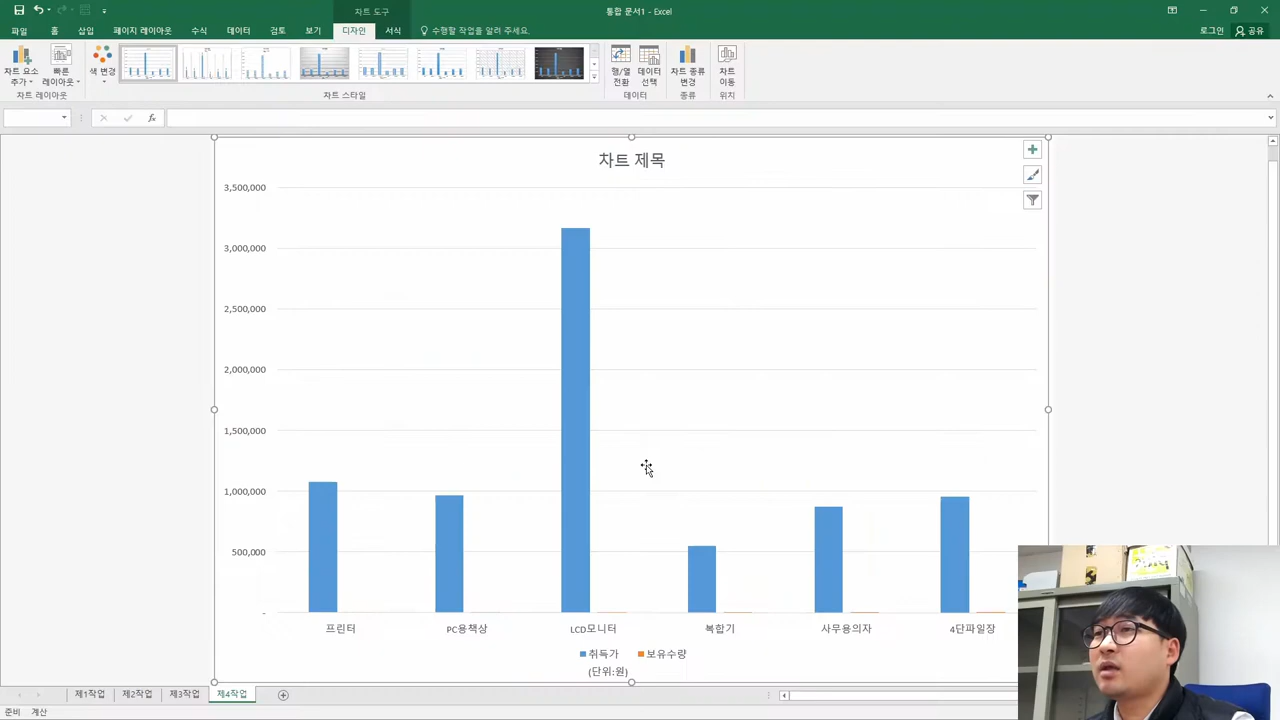 차트 도구
통합 문서1 - Excel
파일 홈 삽입 페이지 레이아웃 수식 데이터 검토 보기 디자인 서식 수행할 작업을 알려 주세요.
로그인 공유
차트 요소 추가 빠른 레이아웃 색 변경 행/열 전환 데이터 선택 차트 종류 변경 차트 이동
차트 레이아웃 차트 스타일 데이터 종류 위치
fx
차트 제목
3,500,000
3,000,000
2,500,000
2,000,000
1,500,000
1,000,000
500,000
-
프린터 PC용책상 LCD모니터 복합기 사무용의자 4단파일장
취득가 보유수량
(단위:원)
제1작업 제2작업 제3작업 제4작업
준비 계산